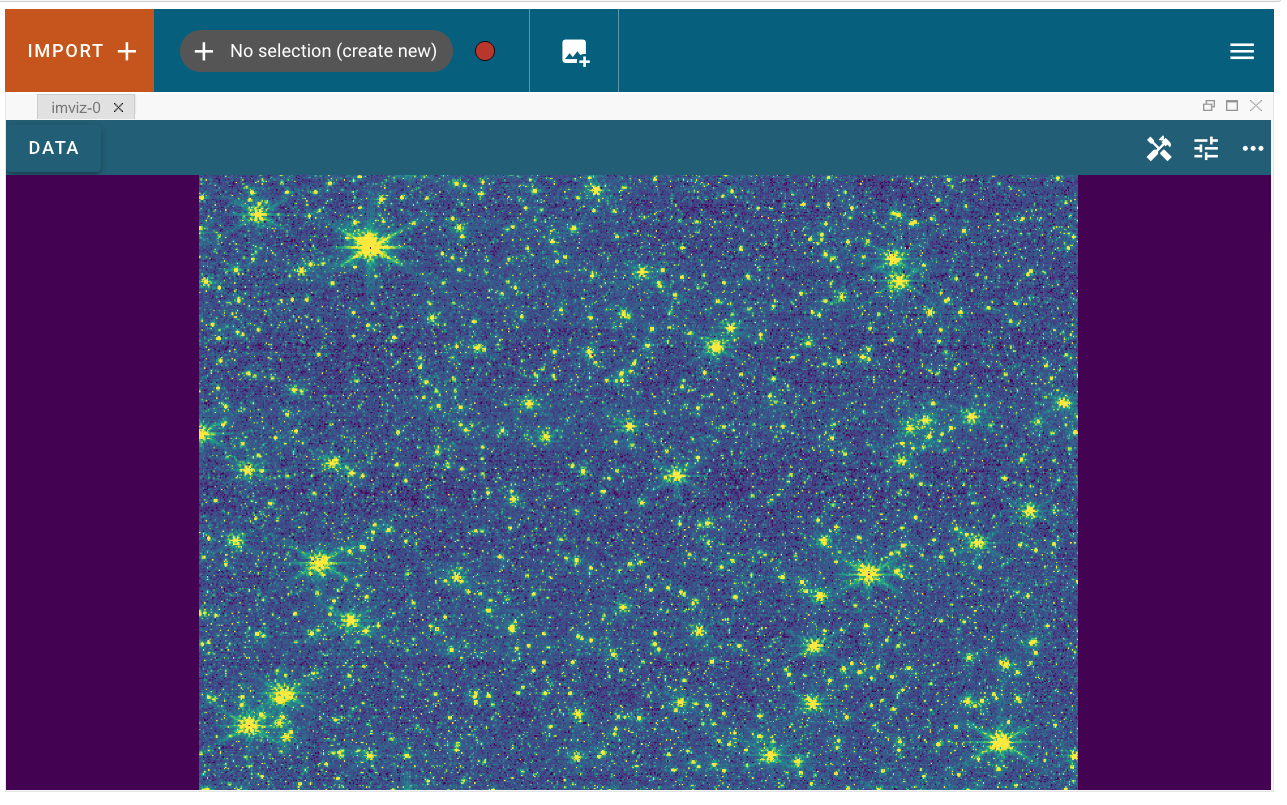 IMPORT
No selection (create new)
imviz-0
DATA